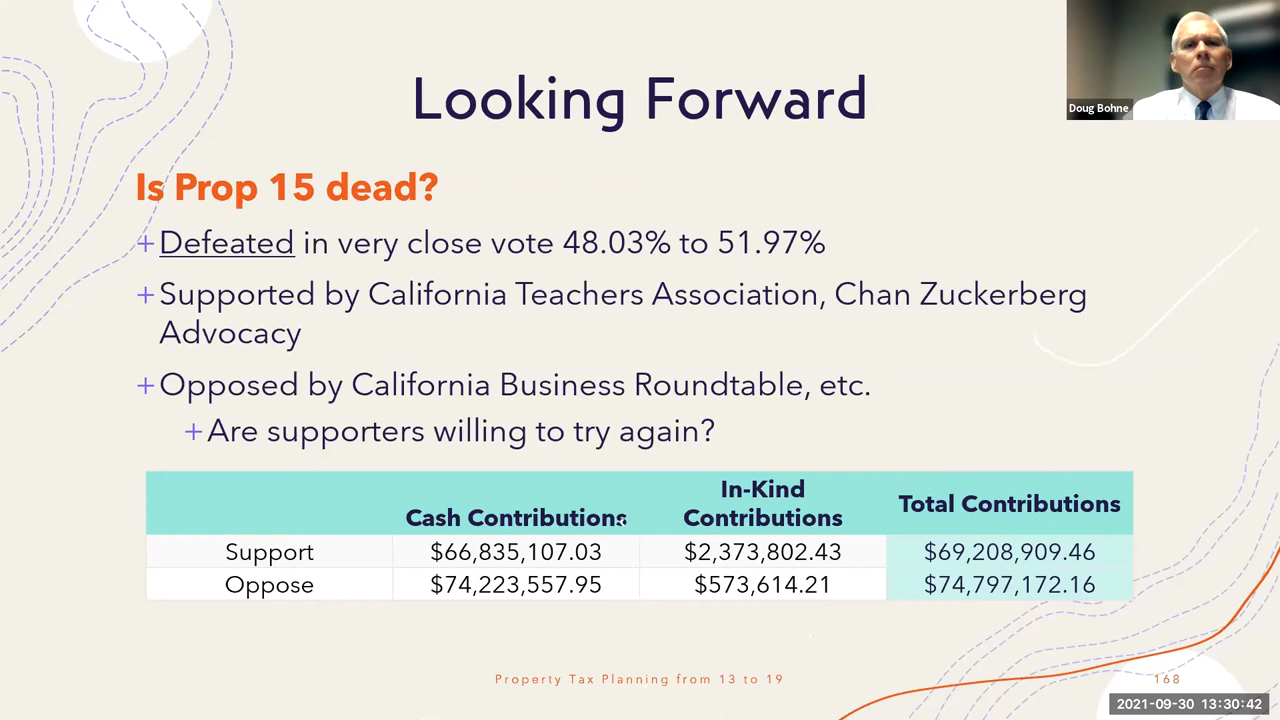 Looking Forward
Doug Bohne
Is Prop 15 dead?
+Defeated in very close vote 48.03% to 51.97%
+Supported by California Teachers Association, Chan Zuckerberg
Advocacy
+Opposed by California Business Roundtable, etc.
+Are supporters willing to try again?
Cash Contributions In-Kind Contributions Total Contributions
Support $66,835,107.03 $2,373,802.43 $69,208,909.46
Oppose $74,223,557.95 $573,614.21 $74,797,172.16
Property Tax Planning from 13 to 19
168
2021-09-30 13:30:42